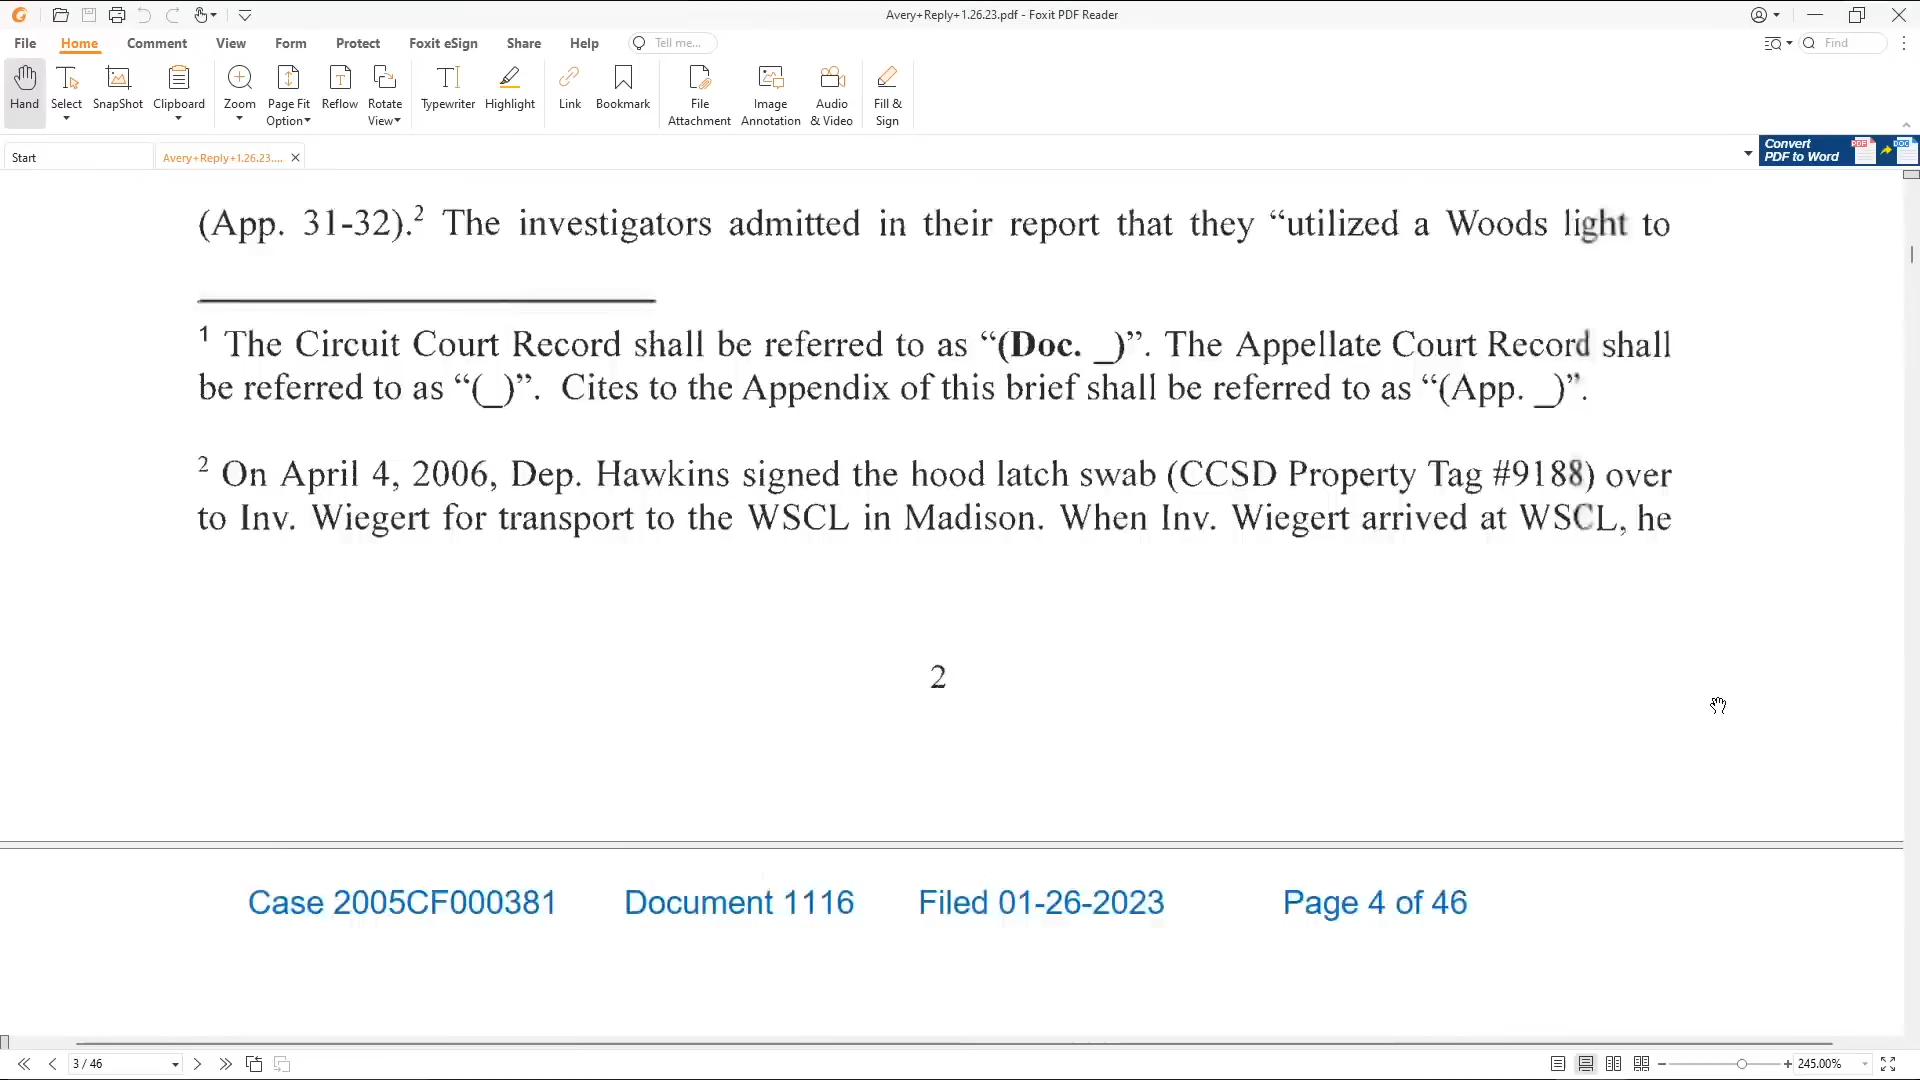 Avery+Reply+1.26.23.pdf - Foxit PDF Reader
File Home Comment View Form Protect Foxit eSign Share Help Tell me... Find
Hand Select SnapShot Clipboard Zoom Page Fit Option Reflow Rotate View Typewriter Highlight Link Bookmark File Attachment Image Annotation Audio & Video Fill & Sign
Start Avery+Reply+1.26.23....
Convert
PDF to Word
PDF DOC
(App. 31-32).2 The investigators admitted in their report that they “utilized a Woods light to
1 The Circuit Court Record shall be referred to as “(Doc. _)”. The Appellate Court Record shall
be referred to as “(_)”. Cites to the Appendix of this brief shall be referred to as “(App. _)”.
2 On April 4, 2006, Dep. Hawkins signed the hood latch swab (CCSD Property Tag #9188) over
to Inv. Wiegert for transport to the WSCL in Madison. When Inv. Wiegert arrived at WSCL, he
2
Case 2005CF000381 Document 1116 Filed 01-26-2023 Page 4 of 46
3 / 46 245.00%